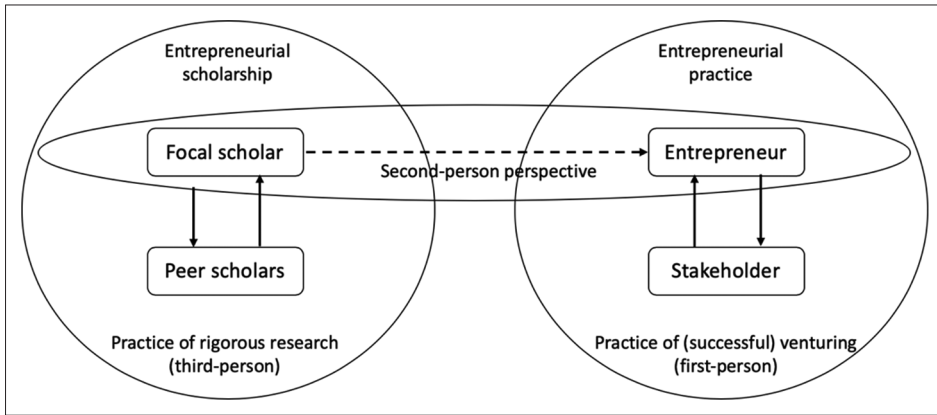 Entrepreneurial
scholarship
Entrepreneurial
practice
Focal scholar
Entrepreneur
Second-person perspective
Peer scholars
Stakeholder
Practice of rigorous research
(third-person)
Practice of (successful) venturing
(first-person)